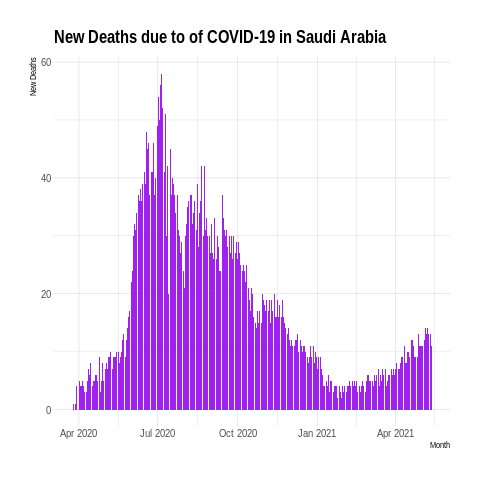 New Deaths due to of COVID-19 in Saudi Arabia
New Deaths
60
40
20
0
Apr 2020 Jul 2020 Oct 2020 Jan 2021 Apr 2021
Month